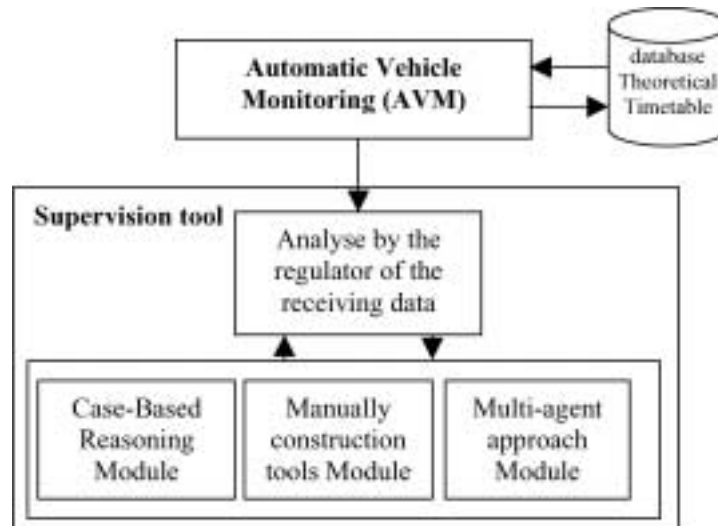 Automatic Vehicle
Monitoring (AVM)
database
Theoretical
Timetable
Supervision tool
Analyse by the
regulator of the
receiving data
Case-Based
Reasoning
Module
Manually
construction
tools Module
Multi-agent
approach
Module